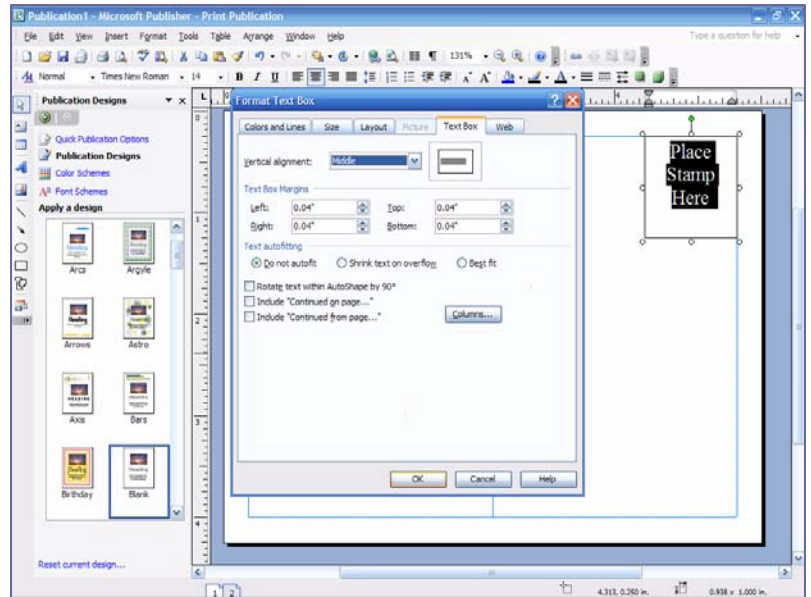 Publication1 - Microsoft Publisher - Print Publication
File Edit View Insert Format Tools Table Arrange Window Help Type a question for help
131%
Normal Times New Roman 14 B I U
Publication Designs
Quick Publication Options
Publication Designs
Color Schemes
Font Schemes
Apply a design
Arcs Argyle
Arrows Astro
Axis Bars
Birthday Blank
Reset current design...
Format Text Box
Colors and Lines Size Layout Picture Text Box Web
Vertical alignment: Middle
Text Box Margins
Left: 0.04" Top: 0.04"
Right: 0.04" Bottom: 0.04"
Text autofitting
Do not autofit Shrink text on overflow Best fit
Rotate text within AutoShape by 90°
Include "Continued on page..."
Include "Continued from page..."
Columns...
OK Cancel Help
Place
Stamp
Here
1 2
4.313, 0.250 in. 0.938 x 1.000 in.